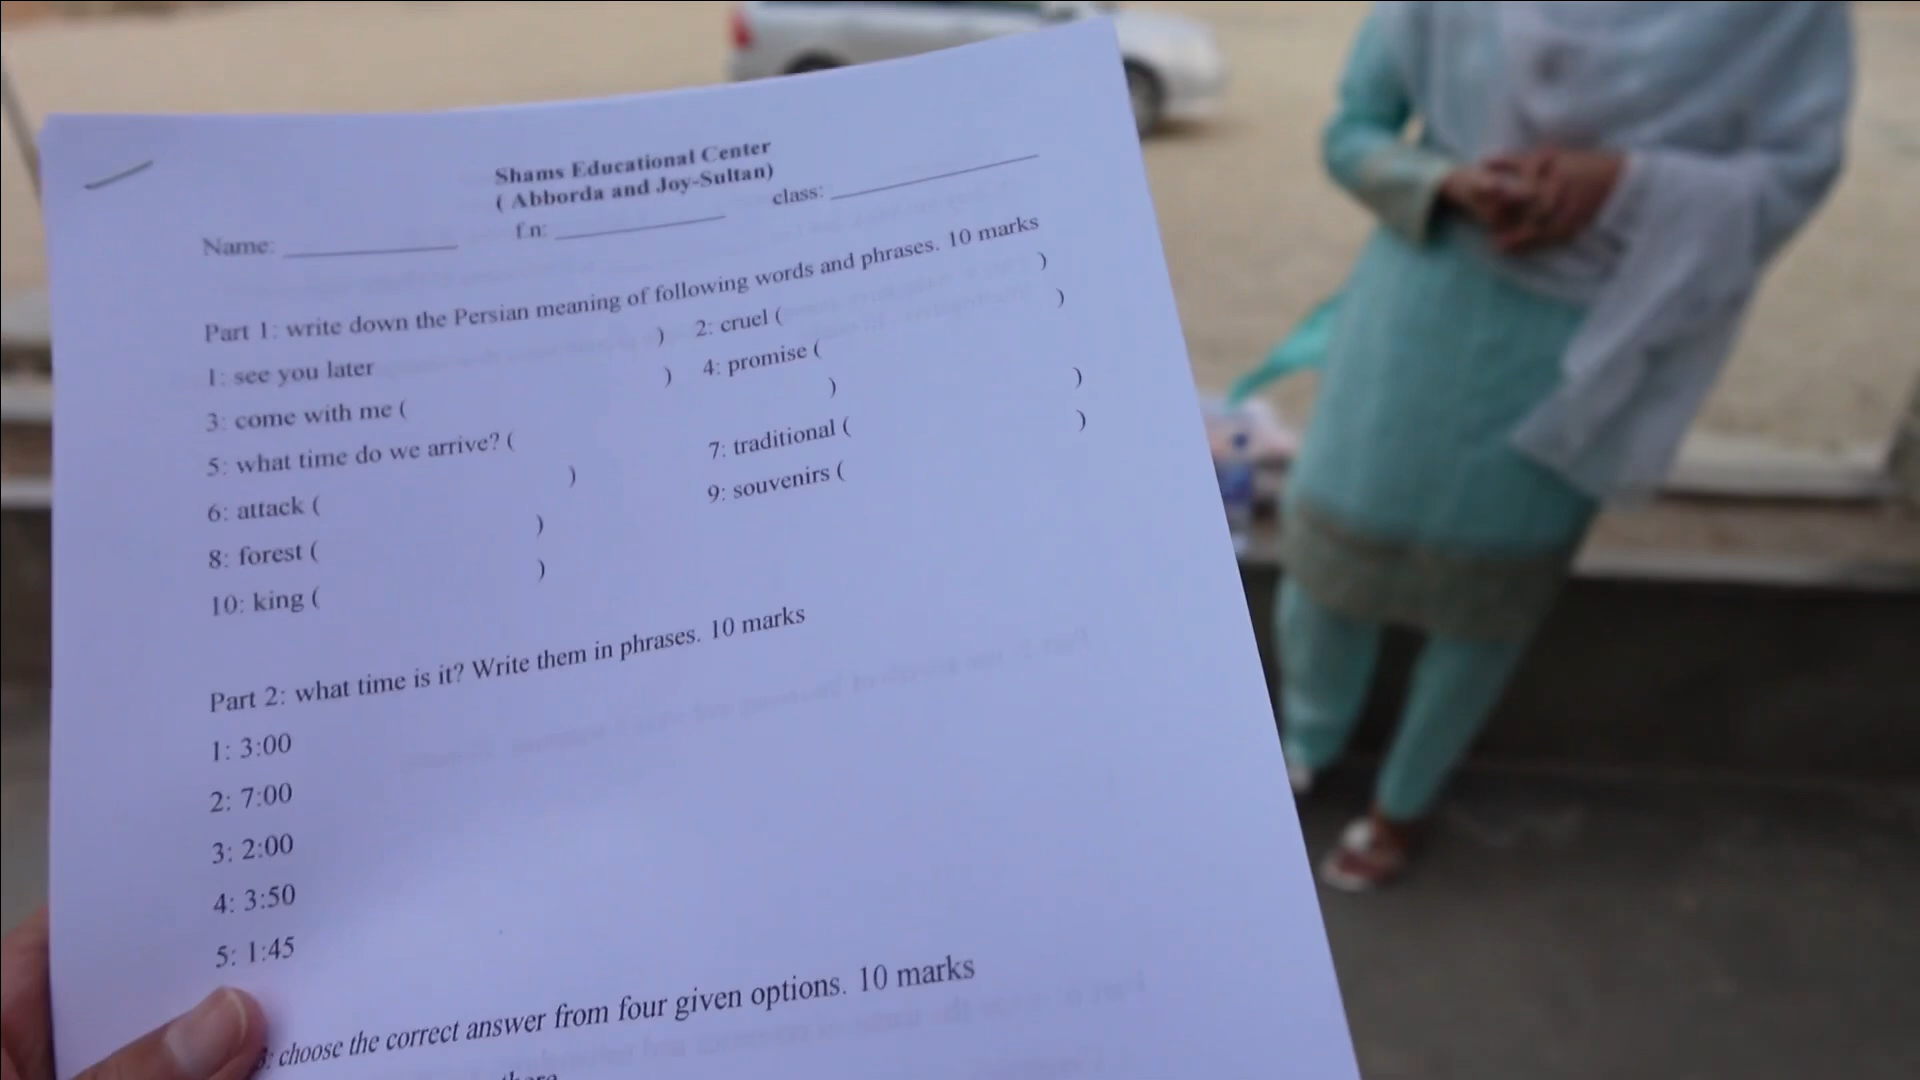 Shams Educational Center
( Abborda and Joy-Sultan)
Name: ____________ f.n: ____________ class: ______________
Part 1: write down the Persian meaning of following words and phrases. 10 marks
1: see you later ) 2: cruel ( )
3: come with me ( ) 4: promise ( )
5: what time do we arrive? ( )
6: attack ( ) 7: traditional ( )
8: forest ( ) 9: souvenirs ( )
10: king ( )
Part 2: what time is it? Write them in phrases. 10 marks
1: 3:00
2: 7:00
3: 2:00
4: 3:50
5: 1:45
: choose the correct answer from four given options. 10 marks